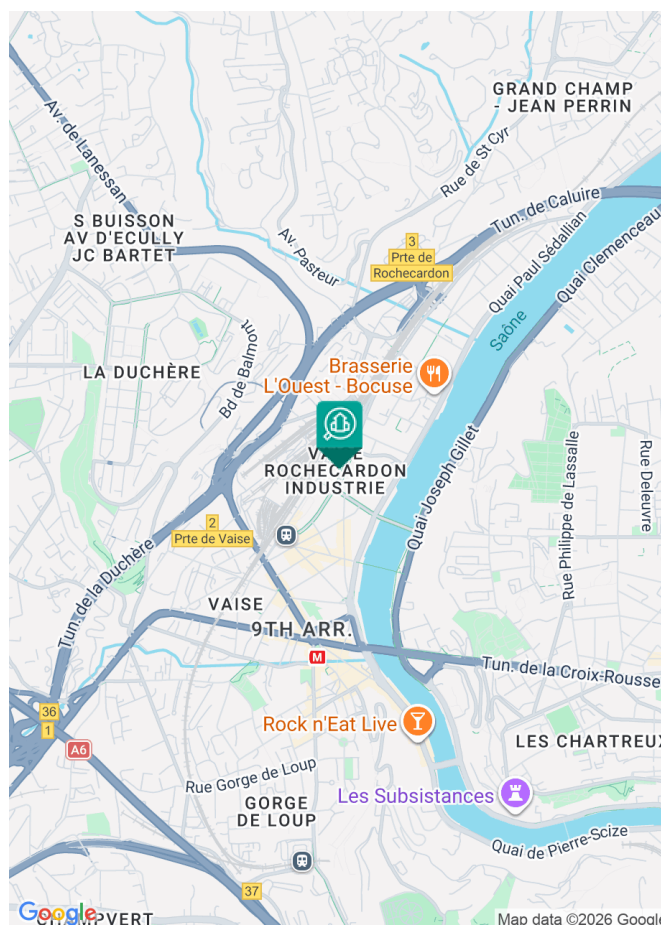 GRAND CHAMP
- JEAN PERRIN
Av. de Lanessan
Rue de St Cyr
Tun. de Caluire
S BUISSON
AV D'ECULLY
JC BARTET
Av. Pasteur
3
Prte de
Rochecardon
Quai Paul Sédallian
Quai Clemenceau
Saône
Bd de Balmont
LA DUCHÈRE
Brasserie
L'Ouest - Bocuse
ROCHECARDON
INDUSTRIE
Quai Joseph Gillet
Rue Philippe de Lassalle
Rue Deleuvre
2
Prte de Vaise
Tun. de la Duchère
VAISE
9TH ARR.
M
Tun. de la Croix-Rousse
36
1
A6
Rock n'Eat Live
LES CHARTREUX
Rue Gorge de Loup
Les Subsistances
GORGE
DE LOUP
Quai de Pierre-Scize
37
Google
Map data ©2026 Google